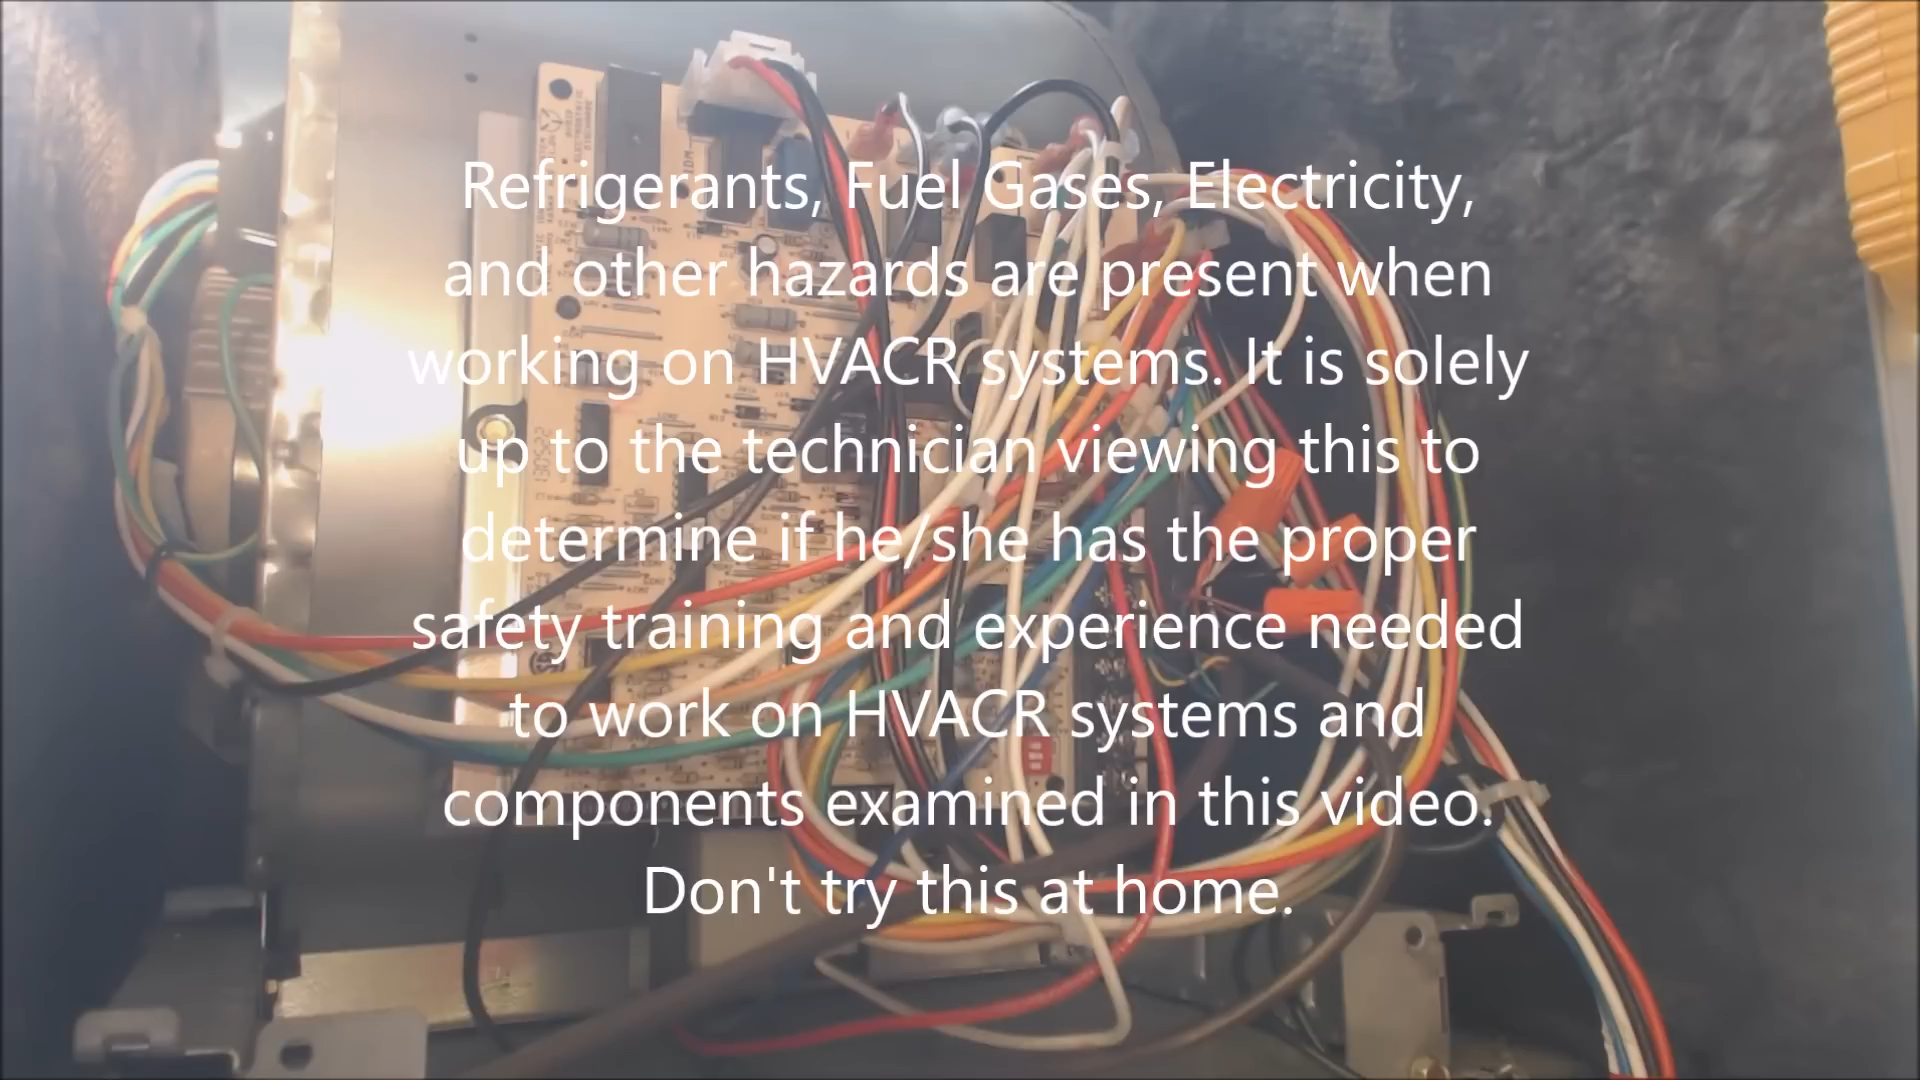 Refrigerants, Fuel Gases, Electricity,
and other hazards are present when
working on HVACR systems. It is solely
up to the technician viewing this to
determine if he/she has the proper
safety training and experience needed
to work on HVACR systems and
components examined in this video.
Don't try this at home.